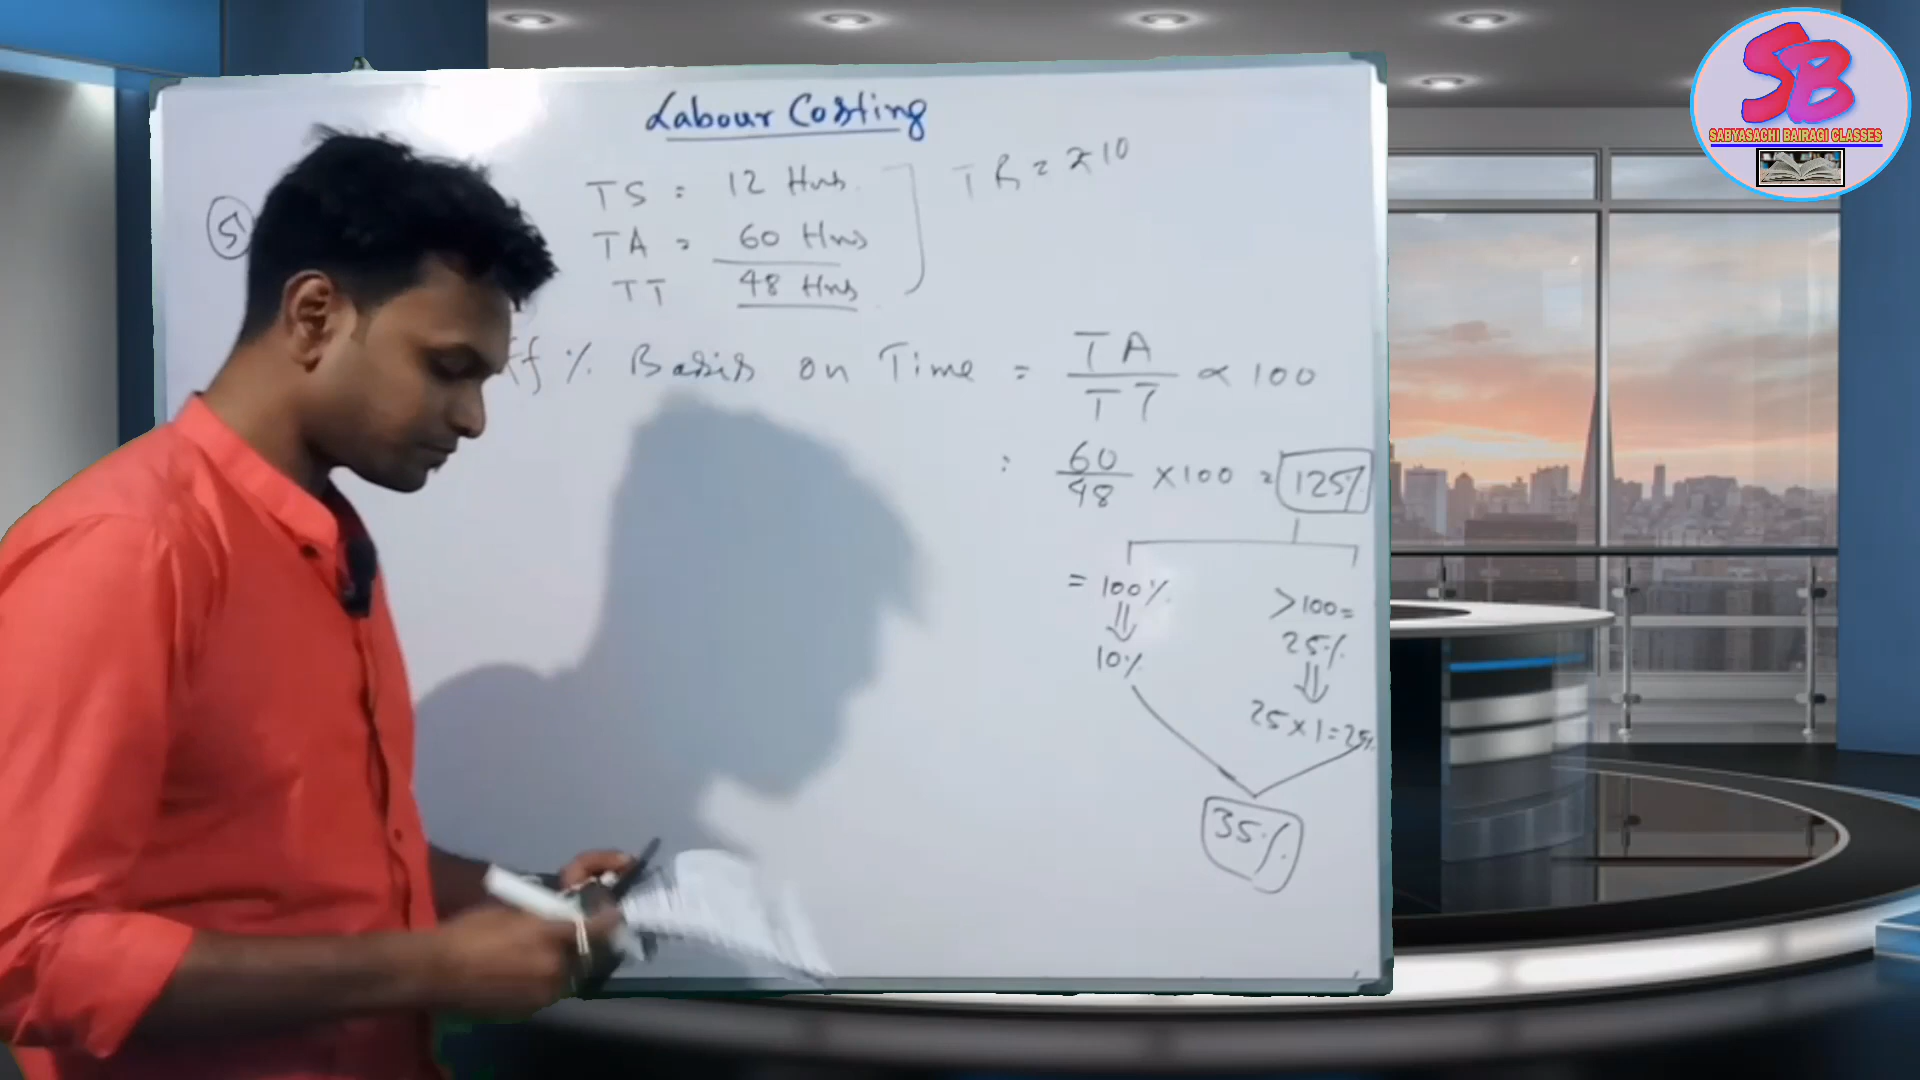 Labour Costing
5
TS = 12 Hrs.
TA = 60 Hrs
TT 48 Hrs
TR = ₹10
ff % Basis on Time = TA / TT × 100
= 60 / 48 × 100 = 125%
= 100%
⇓
10%
>100 =
25%
⇓
25 × 1 = 25%
35%
SB
SABYASACHI BAIRAGI CLASSES